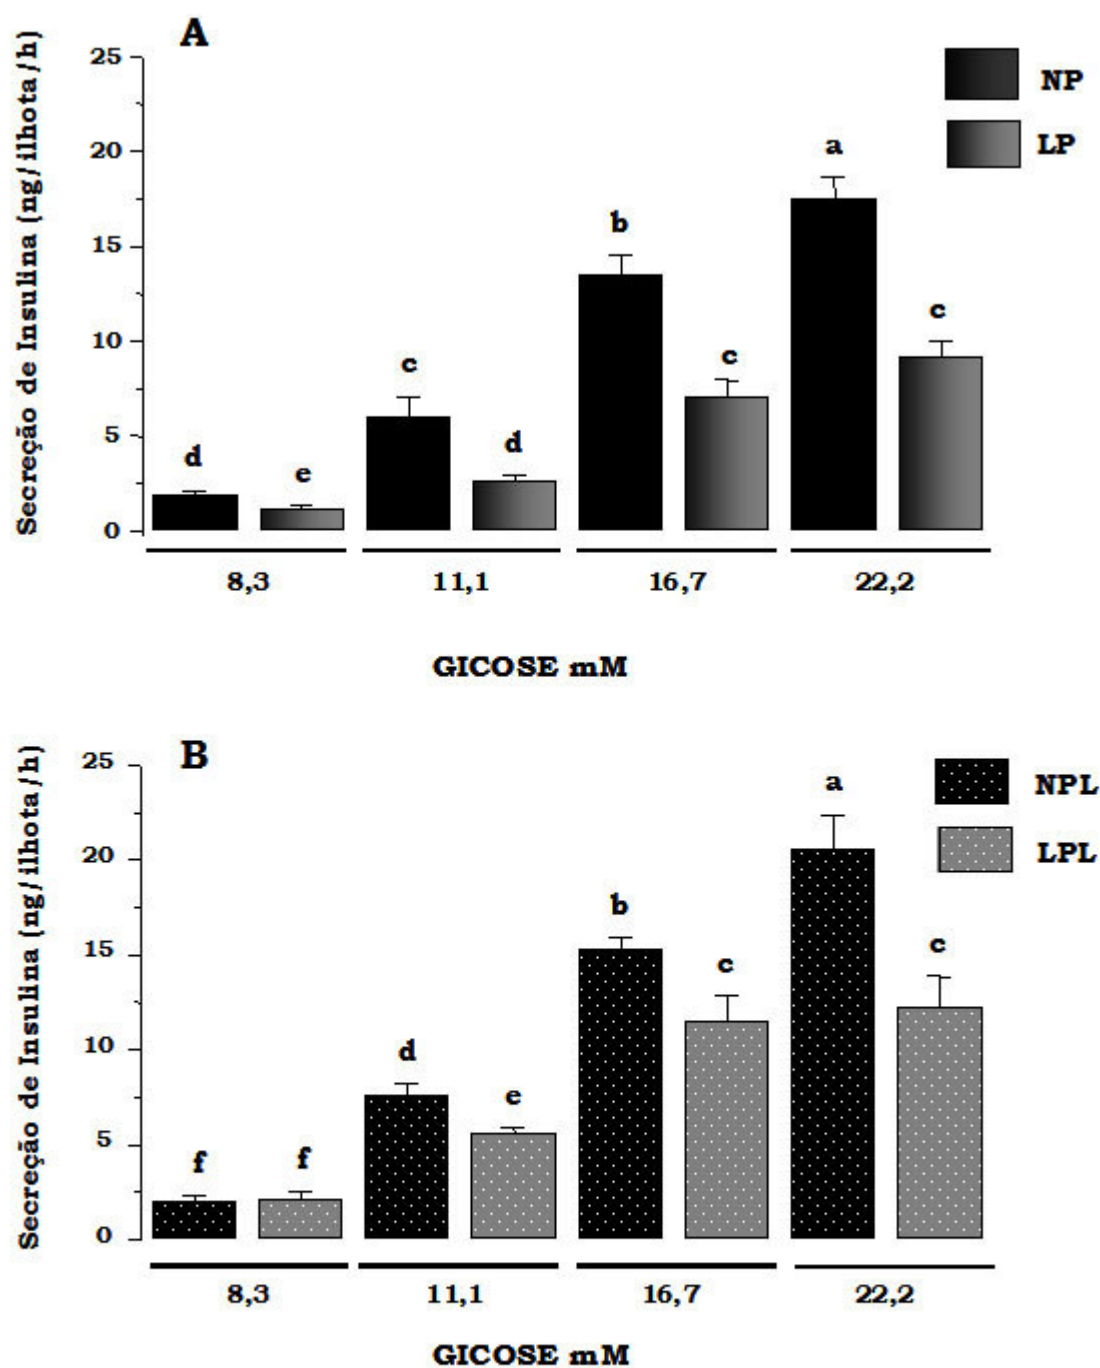 A
Secreção de Insulina (ng/ilhota/h)
25
20
15
10
5
0
NP
LP
d
e
c
d
b
c
a
c
8,3
11,1
16,7
22,2
GICOSE mM
B
Secreção de Insulina (ng/ilhota/h)
25
20
15
10
5
0
NPL
LPL
f
f
d
e
b
c
a
c
8,3
11,1
16,7
22,2
GICOSE mM